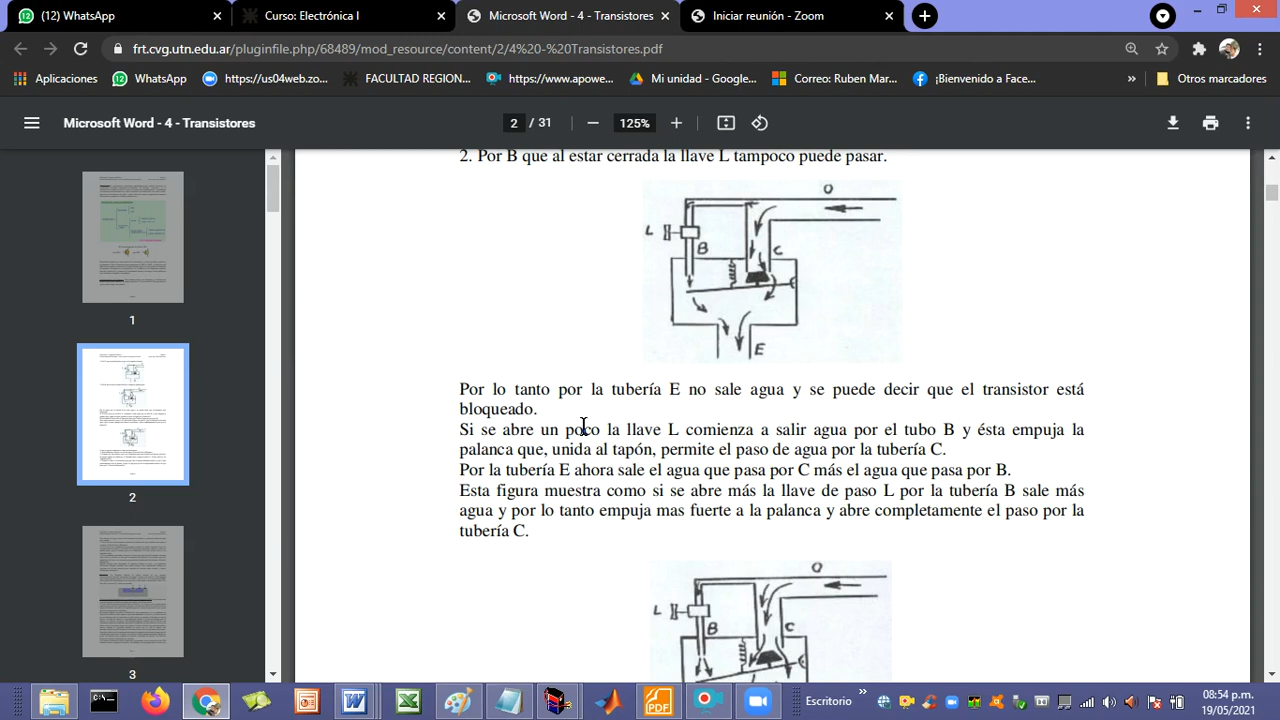 (12) WhatsApp
Curso: Electrónica I
Microsoft Word - 4 - Transistores
Iniciar reunión - Zoom
frt.cvg.utn.edu.ar/pluginfile.php/68489/mod_resource/content/2/4%20-%20Transistores.pdf
Aplicaciones
WhatsApp
https://us04web.zo...
FACULTAD REGION...
https://www.apowe...
Mi unidad - Google...
Correo: Ruben Mar...
¡Bienvenido a Face...
»
Otros marcadores
Microsoft Word - 4 - Transistores
2 / 31
125%
1
2
3
2. Por B que al estar cerrada la llave L tampoco puede pasar.
O
L
B
C
E
Por lo tanto por la tubería E no sale agua y se puede decir que el transistor está
bloqueado.
Si se abre un poco la llave L comienza a salir agua por el tubo B y ésta empuja la
palanca que, unida al tapón, permite el paso de agua por la tubería C.
Por la tubería E ahora sale el agua que pasa por C más el agua que pasa por B.
Esta figura muestra como si se abre más la llave de paso L por la tubería B sale más
agua y por lo tanto empuja mas fuerte a la palanca y abre completamente el paso por la
tubería C.
O
L
B
C
Escritorio
»
08:54 p.m.
19/05/2021